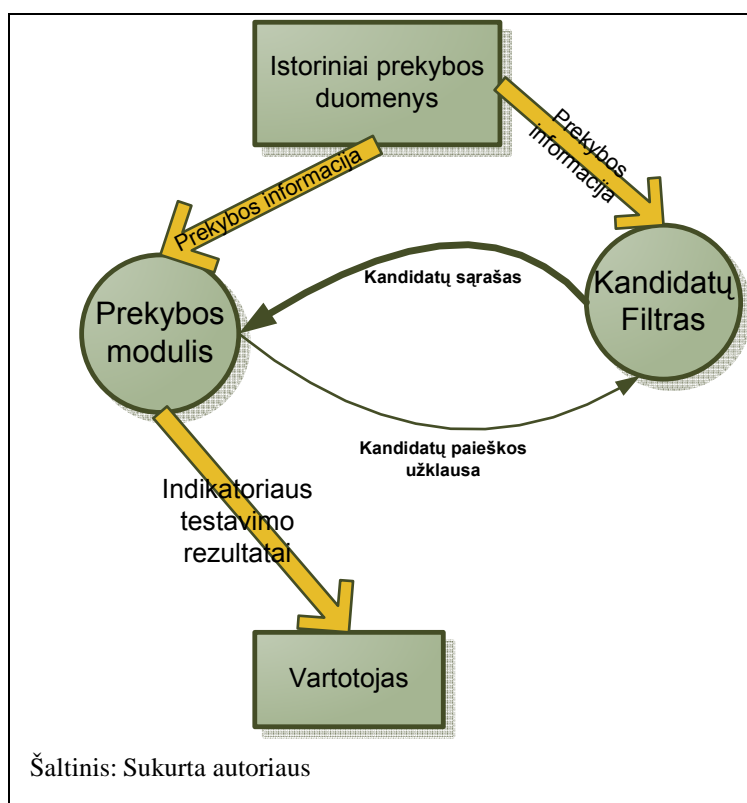 Istoriniai prekybos
duomenys
Prekybos informacija
Prekybos
informacija
Kandidatų sąrašas
Kandidatų
Filtras
Prekybos
modulis
Kandidatų paieškos
užklausa
Indikatoriaus
testavimo
rezultatai
Vartotojas
Šaltinis: Sukurta autoriaus